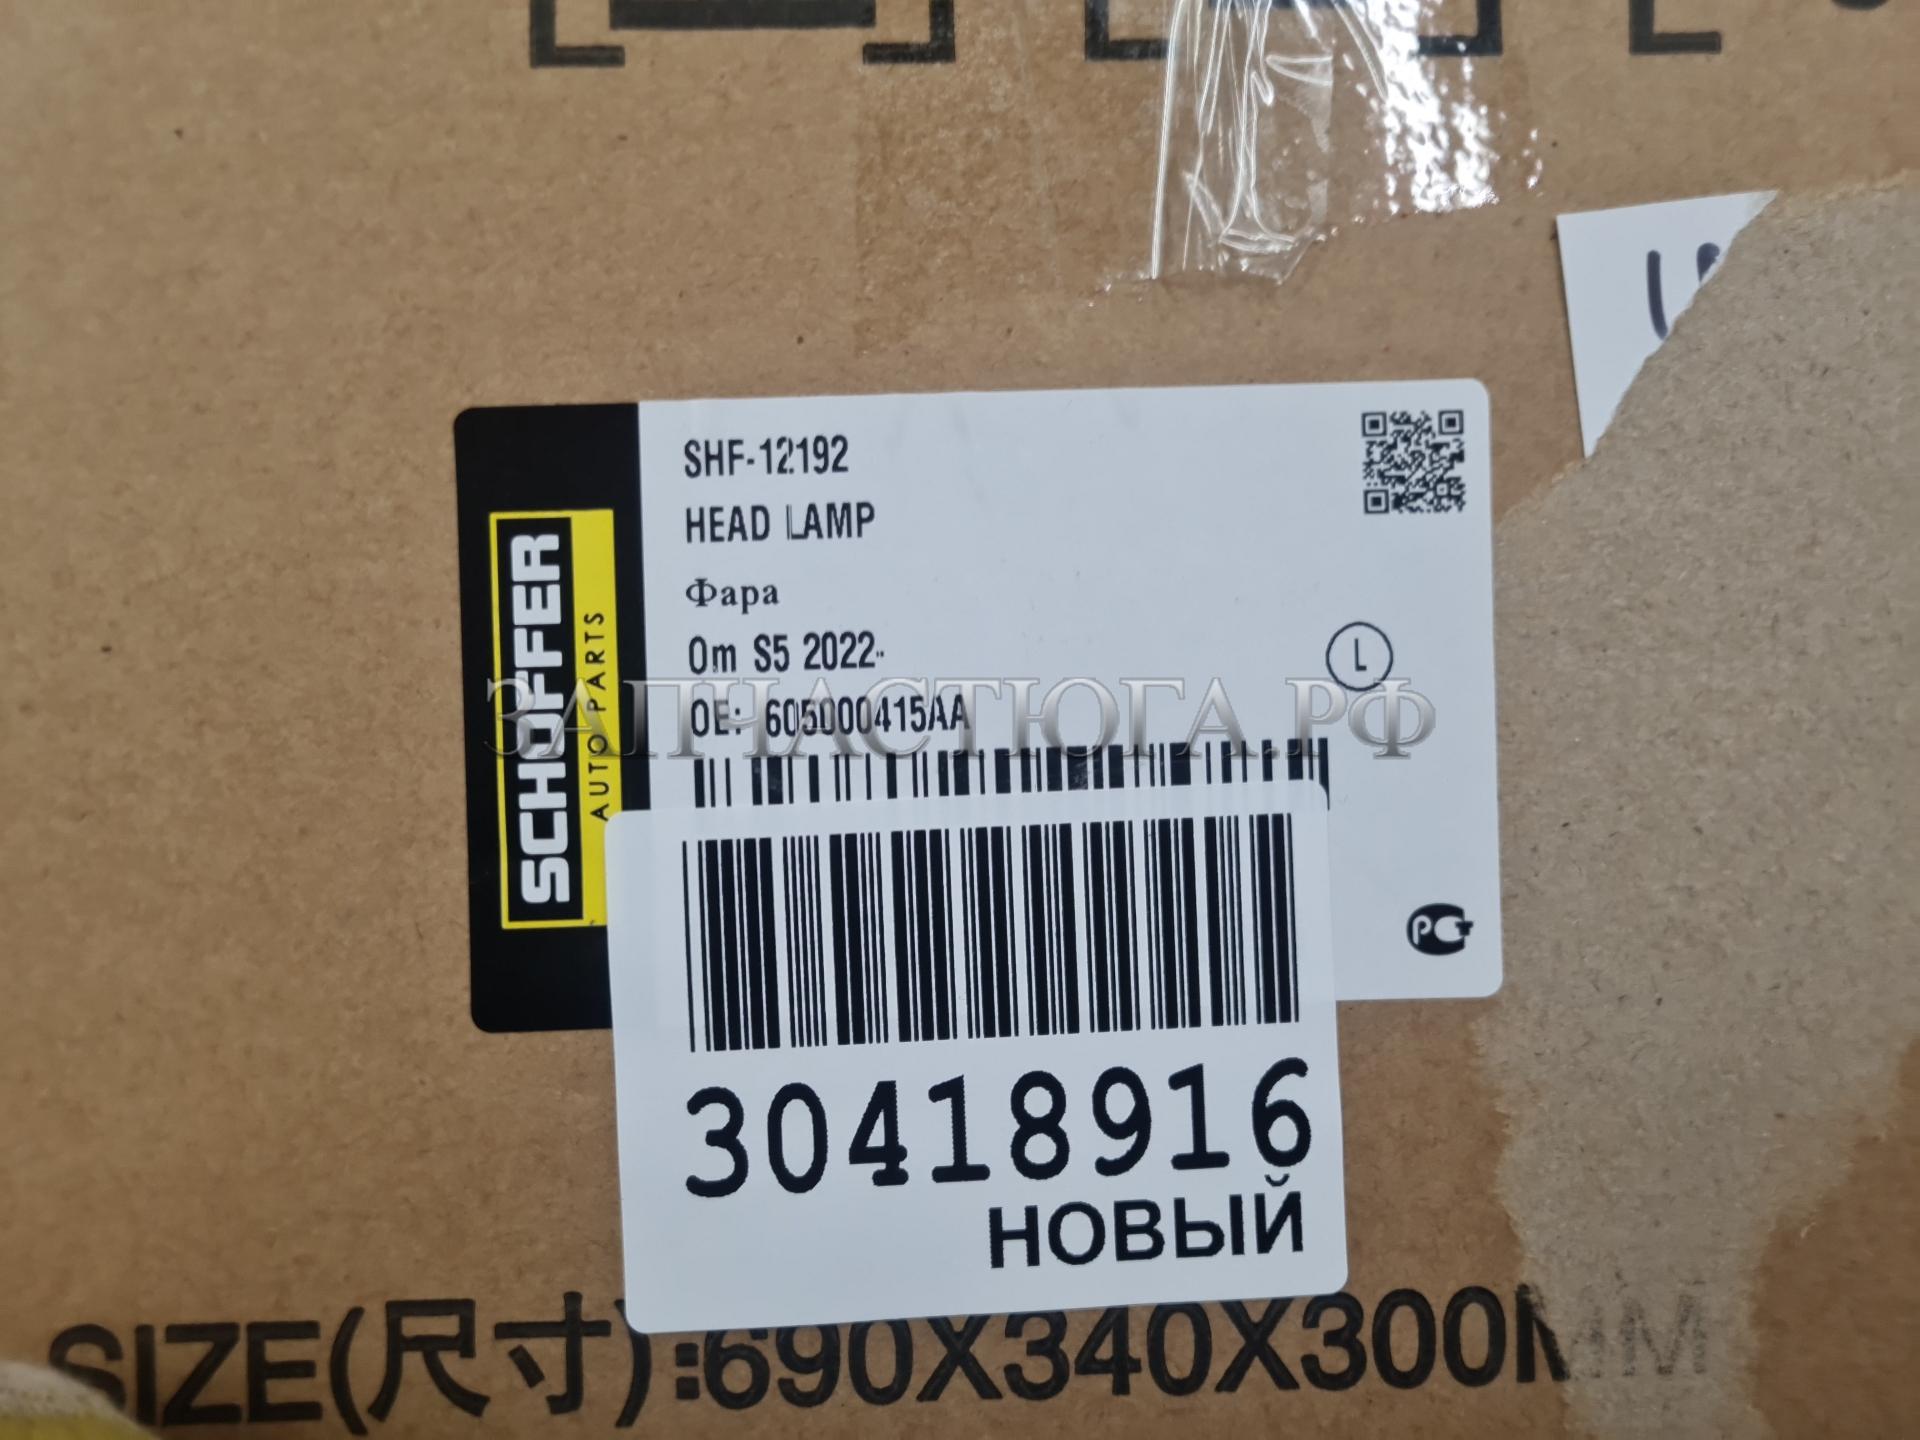 SHF-12192
HEAD LAMP
Фара
Om S5 2022-
OE: 605000415AA
L
SCHOFFER
AUTO PARTS
ЗАПЧАСТЮГА.РФ
РСТ
30418916
НОВЫЙ
SIZE(尺寸):690X340X300MM